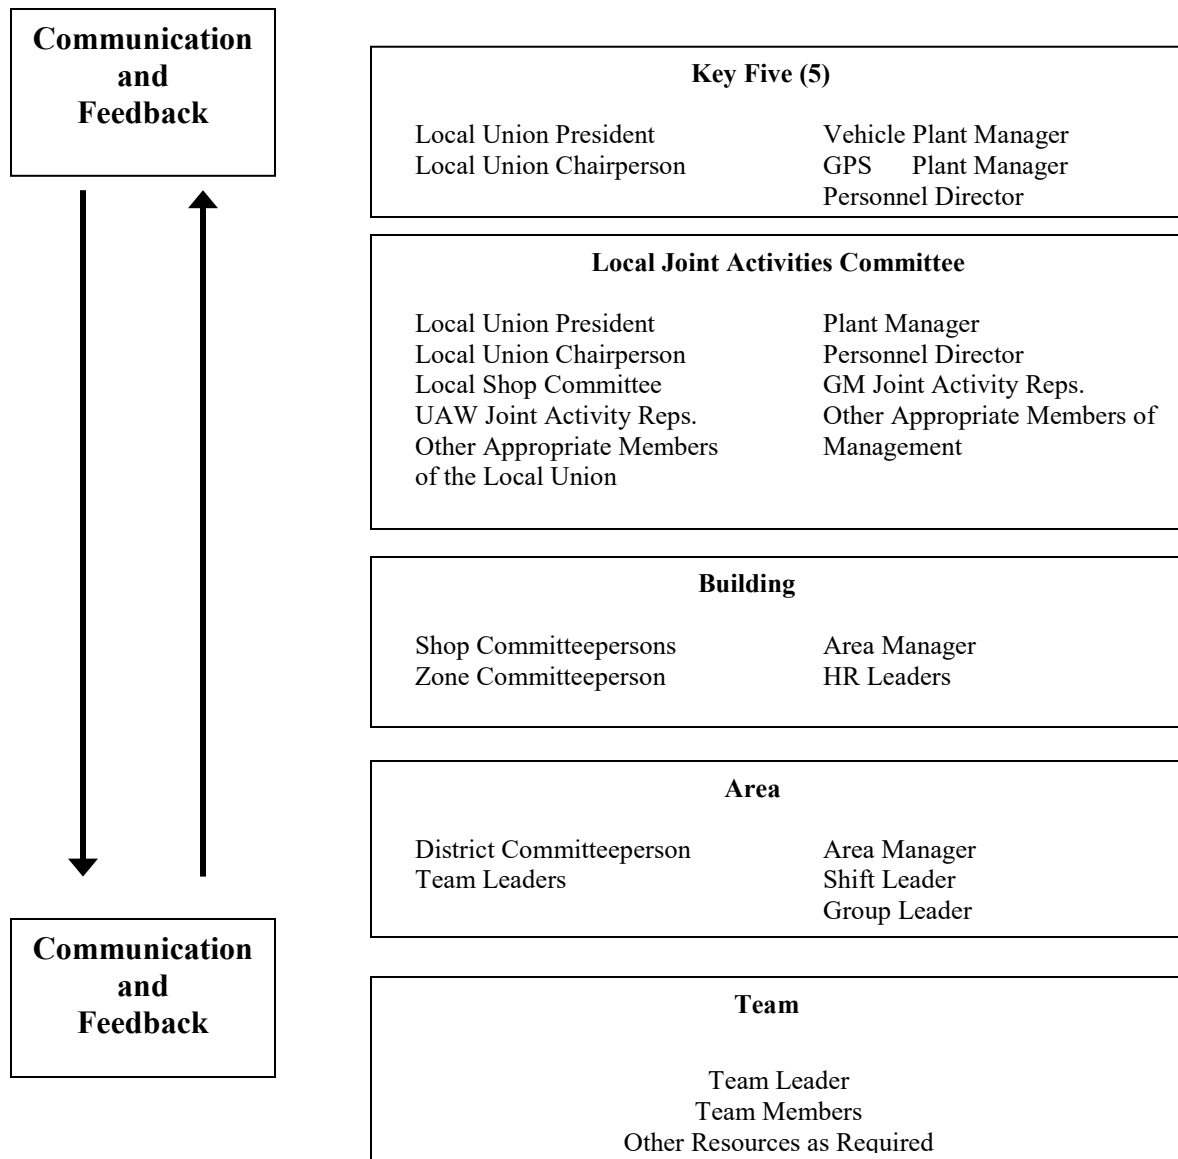 Communication
and
Feedback
Key Five (5)
Local Union President Vehicle Plant Manager
Local Union Chairperson GPS Plant Manager
Personnel Director
Local Joint Activities Committee
Local Union President Plant Manager
Local Union Chairperson Personnel Director
Local Shop Committee GM Joint Activity Reps.
UAW Joint Activity Reps. Other Appropriate Members of
Other Appropriate Members Management
of the Local Union
Building
Shop Committeepersons Area Manager
Zone Committeeperson HR Leaders
Area
District Committeeperson Area Manager
Team Leaders Shift Leader
Group Leader
Communication
and
Feedback
Team
Team Leader
Team Members
Other Resources as Required